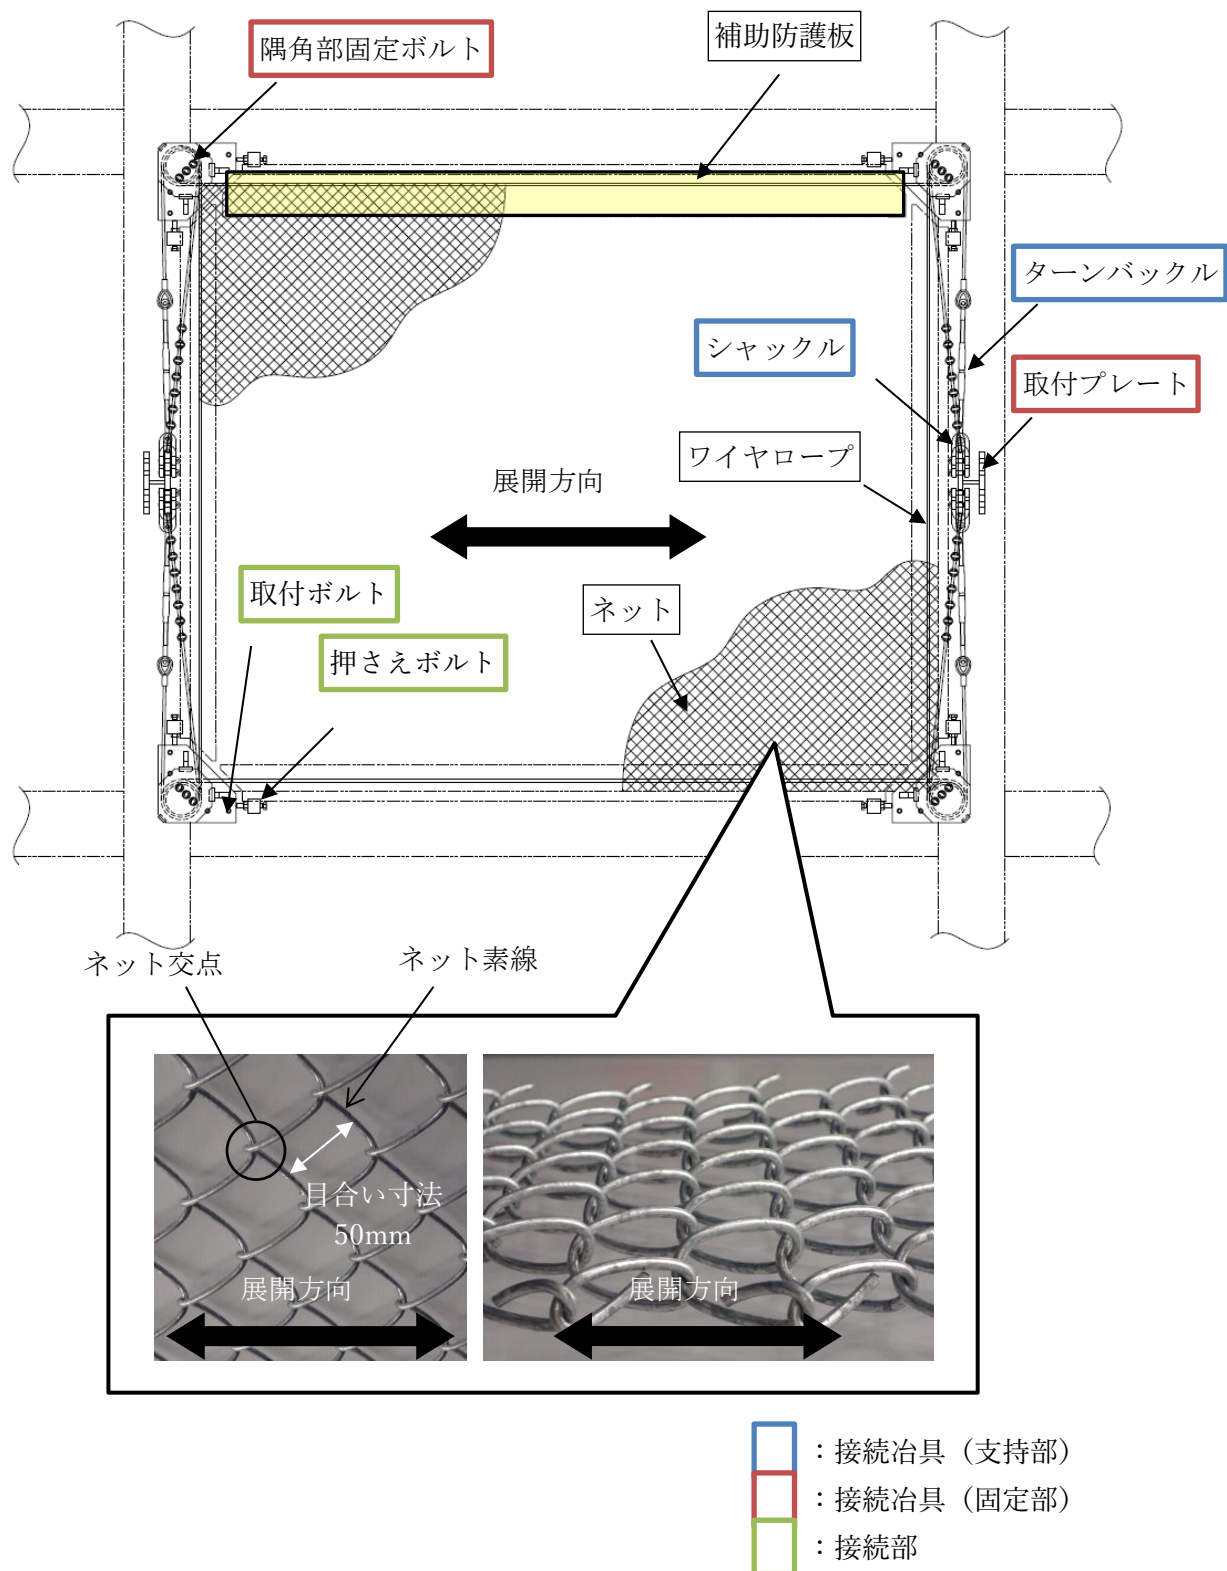 隅角部固定ボルト
補助防護板
ターンバックル
シャックル
取付プレート
ワイヤロープ
展開方向
取付ボルト
ネット
押さえボルト
ネット交点
ネット素線
目合い寸法
50mm
展開方向
展開方向
：接続冶具（支持部）
：接続冶具（固定部）
：接続部